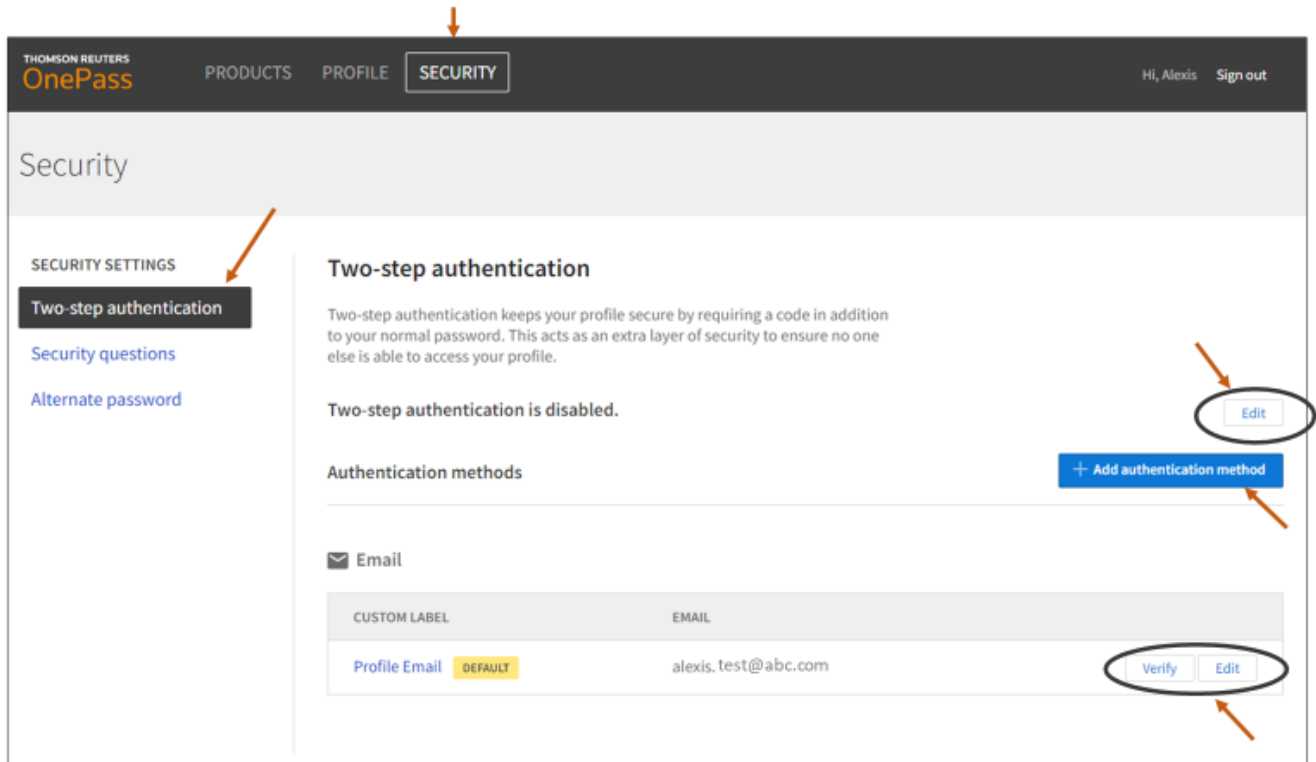 THOMSON REUTERS
OnePass
PRODUCTS PROFILE SECURITY
Hi, Alexis Sign out
Security
SECURITY SETTINGS
Two-step authentication
Security questions
Alternate password
Two-step authentication
Two-step authentication keeps your profile secure by requiring a code in addition
to your normal password. This acts as an extra layer of security to ensure no one
else is able to access your profile.
Two-step authentication is disabled.
Edit
Authentication methods
+ Add authentication method
Email
CUSTOM LABEL EMAIL
Profile Email DEFAULT alexis.test@abc.com Verify Edit